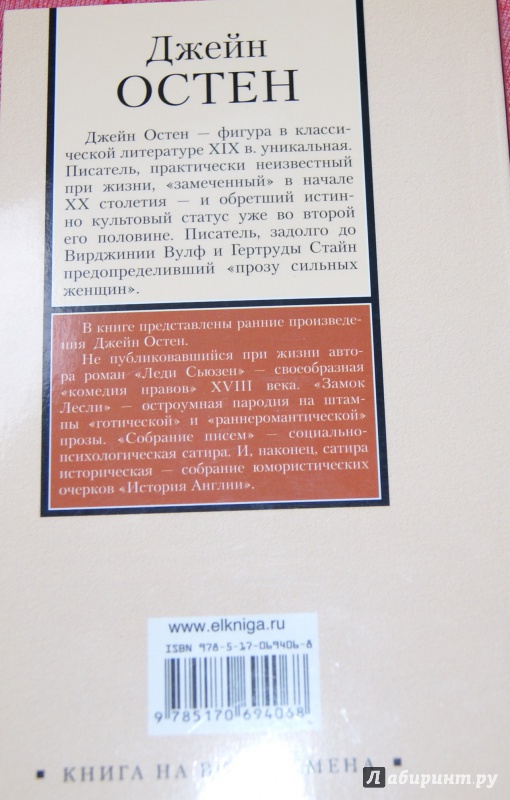 Джейн
ОСТЕН
Джейн Остен — фигура в класси-
ческой литературе XIX в. уникальная.
Писатель, практически неизвестный
при жизни, «замеченный» в начале
XX столетия — и обретший истин-
но культовый статус уже во второй
его половине. Писатель, задолго до
Вирджинии Вулф и Гертруды Стайн
предопределивший «прозу сильных
женщин».
В книге представлены ранние произведе-
ния Джейн Остен.
Не публиковавшийся при жизни авто-
ра роман «Леди Сьюзен» — своеобразная
«комедия нравов» XVIII века. «Замок
Лесли» — остроумная пародия на штам-
пы «готической» и «раннеромантической»
прозы. «Собрание писем» — социально-
психологическая сатира. И, наконец, сатира
историческая — собрание юмористических
очерков «История Англии».
www.elkniga.ru
ISBN 978-5-17-069406-8
9 785170 694068
КНИГА НА В МЕНА
Лабиринт.ру